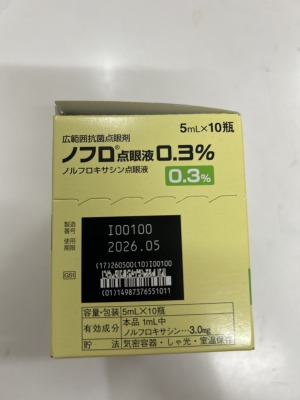 広範囲抗菌点眼剤
5mL×10瓶
ノフロ®点眼液0.3%
ノルフロキサシン点眼液
0.3%
製造番号 I00100
使用期限 2026.05
(17)260500(10)I00100
GS1
(01)14987376551011
容量・包装 5mL×10瓶
有効成分 本品 1mL中
ノルフロキサシン…3.0mg
貯法 気密容器・しゃ光・室温保存